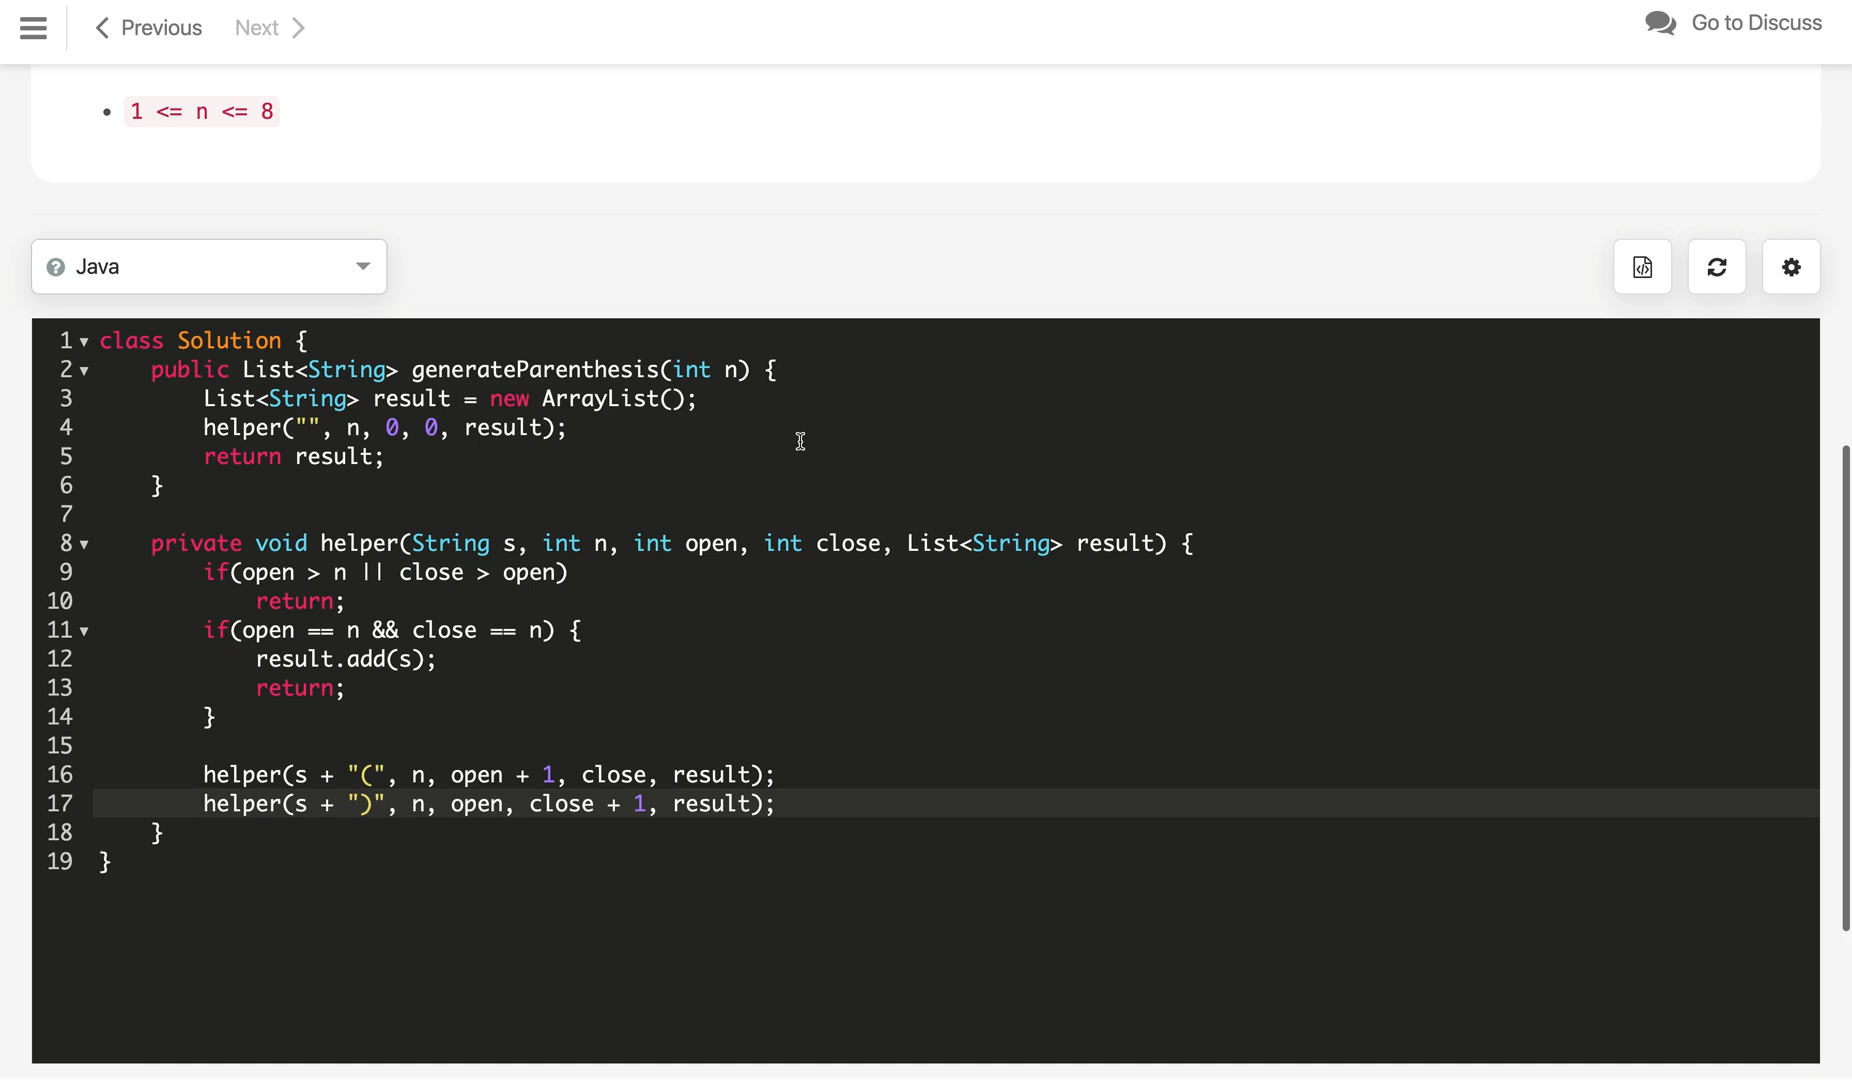 Previous Next Go to Discuss
• 1 <= n <= 8
Java
1 class Solution {
2     public List<String> generateParenthesis(int n) {
3         List<String> result = new ArrayList();
4         helper("", n, 0, 0, result);
5         return result;
6     }
7
8     private void helper(String s, int n, int open, int close, List<String> result) {
9         if(open > n || close > open)
10             return;
11         if(open == n && close == n) {
12             result.add(s);
13             return;
14         }
15
16         helper(s + "(", n, open + 1, close, result);
17         helper(s + ")", n, open, close + 1, result);
18     }
19 }